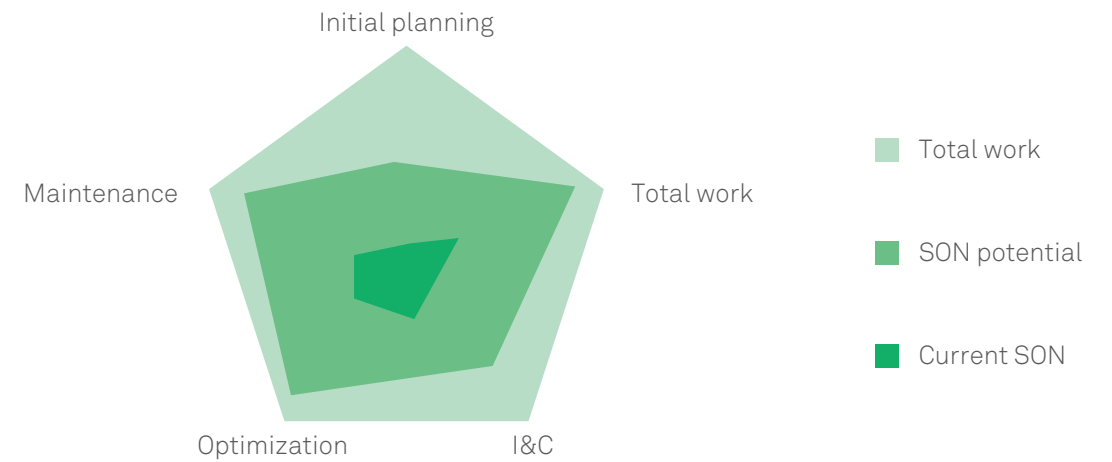 Initial planning
Maintenance
Total work
Optimization
I&C
Total work
SON potential
Current SON